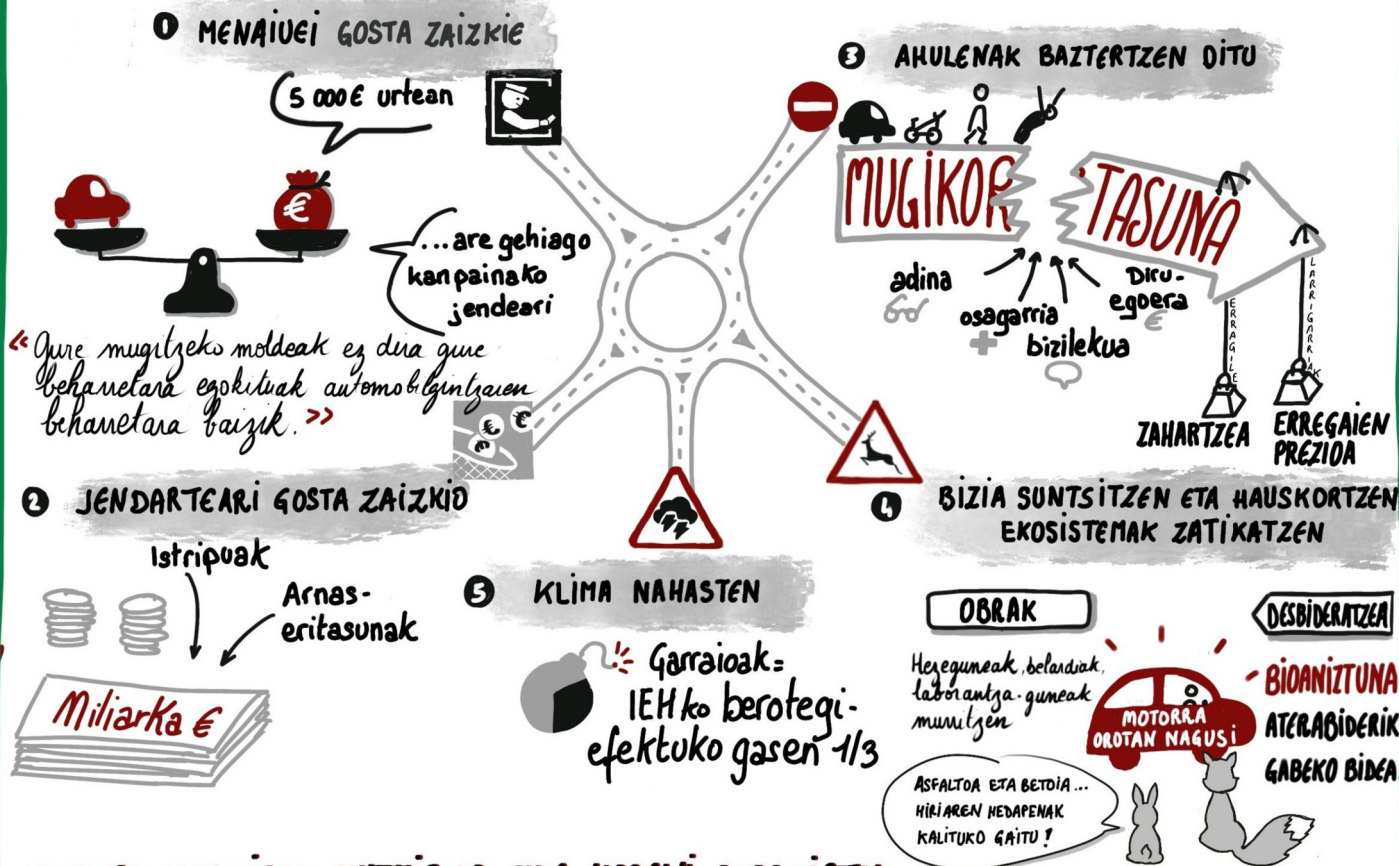 1 MENAIUEI GOSTA ZAIZKIE
5 000€ urtean
€
...are gehiago
kanpainako
jendeari
« Gure mugitzeko moldeak ez dira gure
beharretara egokituak automobilgintzaren
beharretara baizik. »
€ € €
2 JENDARTEARI GOSTA ZAIZKIO
Istripuak
Arnas-
eritasunak
Miliarka €
3 AHULENAK BAZTERTZEN DITU
MUGIKOR
TASUNA
adina
osagarria
bizilekua
Diru-
egoera
€
ERRAGILE
LARRIGARRIAK
ZAHARTZEA
ERREGAIEN
PREZIOA
4 BIZIA SUNTSITZEN ETA HAUSKORTZEN
EKOSISTEMAK ZATIKATZEN
OBRAK
Hezeguneak, belardiak,
laborantza-guneak
murritzen
DESBIDERATZEA
- BIOANIZTUNA
ATERABIDERIK
GABEKO BIDEA
MOTORRA
OROTAN NAGUSI
ASFALTOA ETA BETOIA...
HIRIAREN HEDAPENAK
KALITUKO GAITU!
5 KLIMA NAHASTEN
Garraioak=
IEHko berotegi-
efektuko gasen 1/3